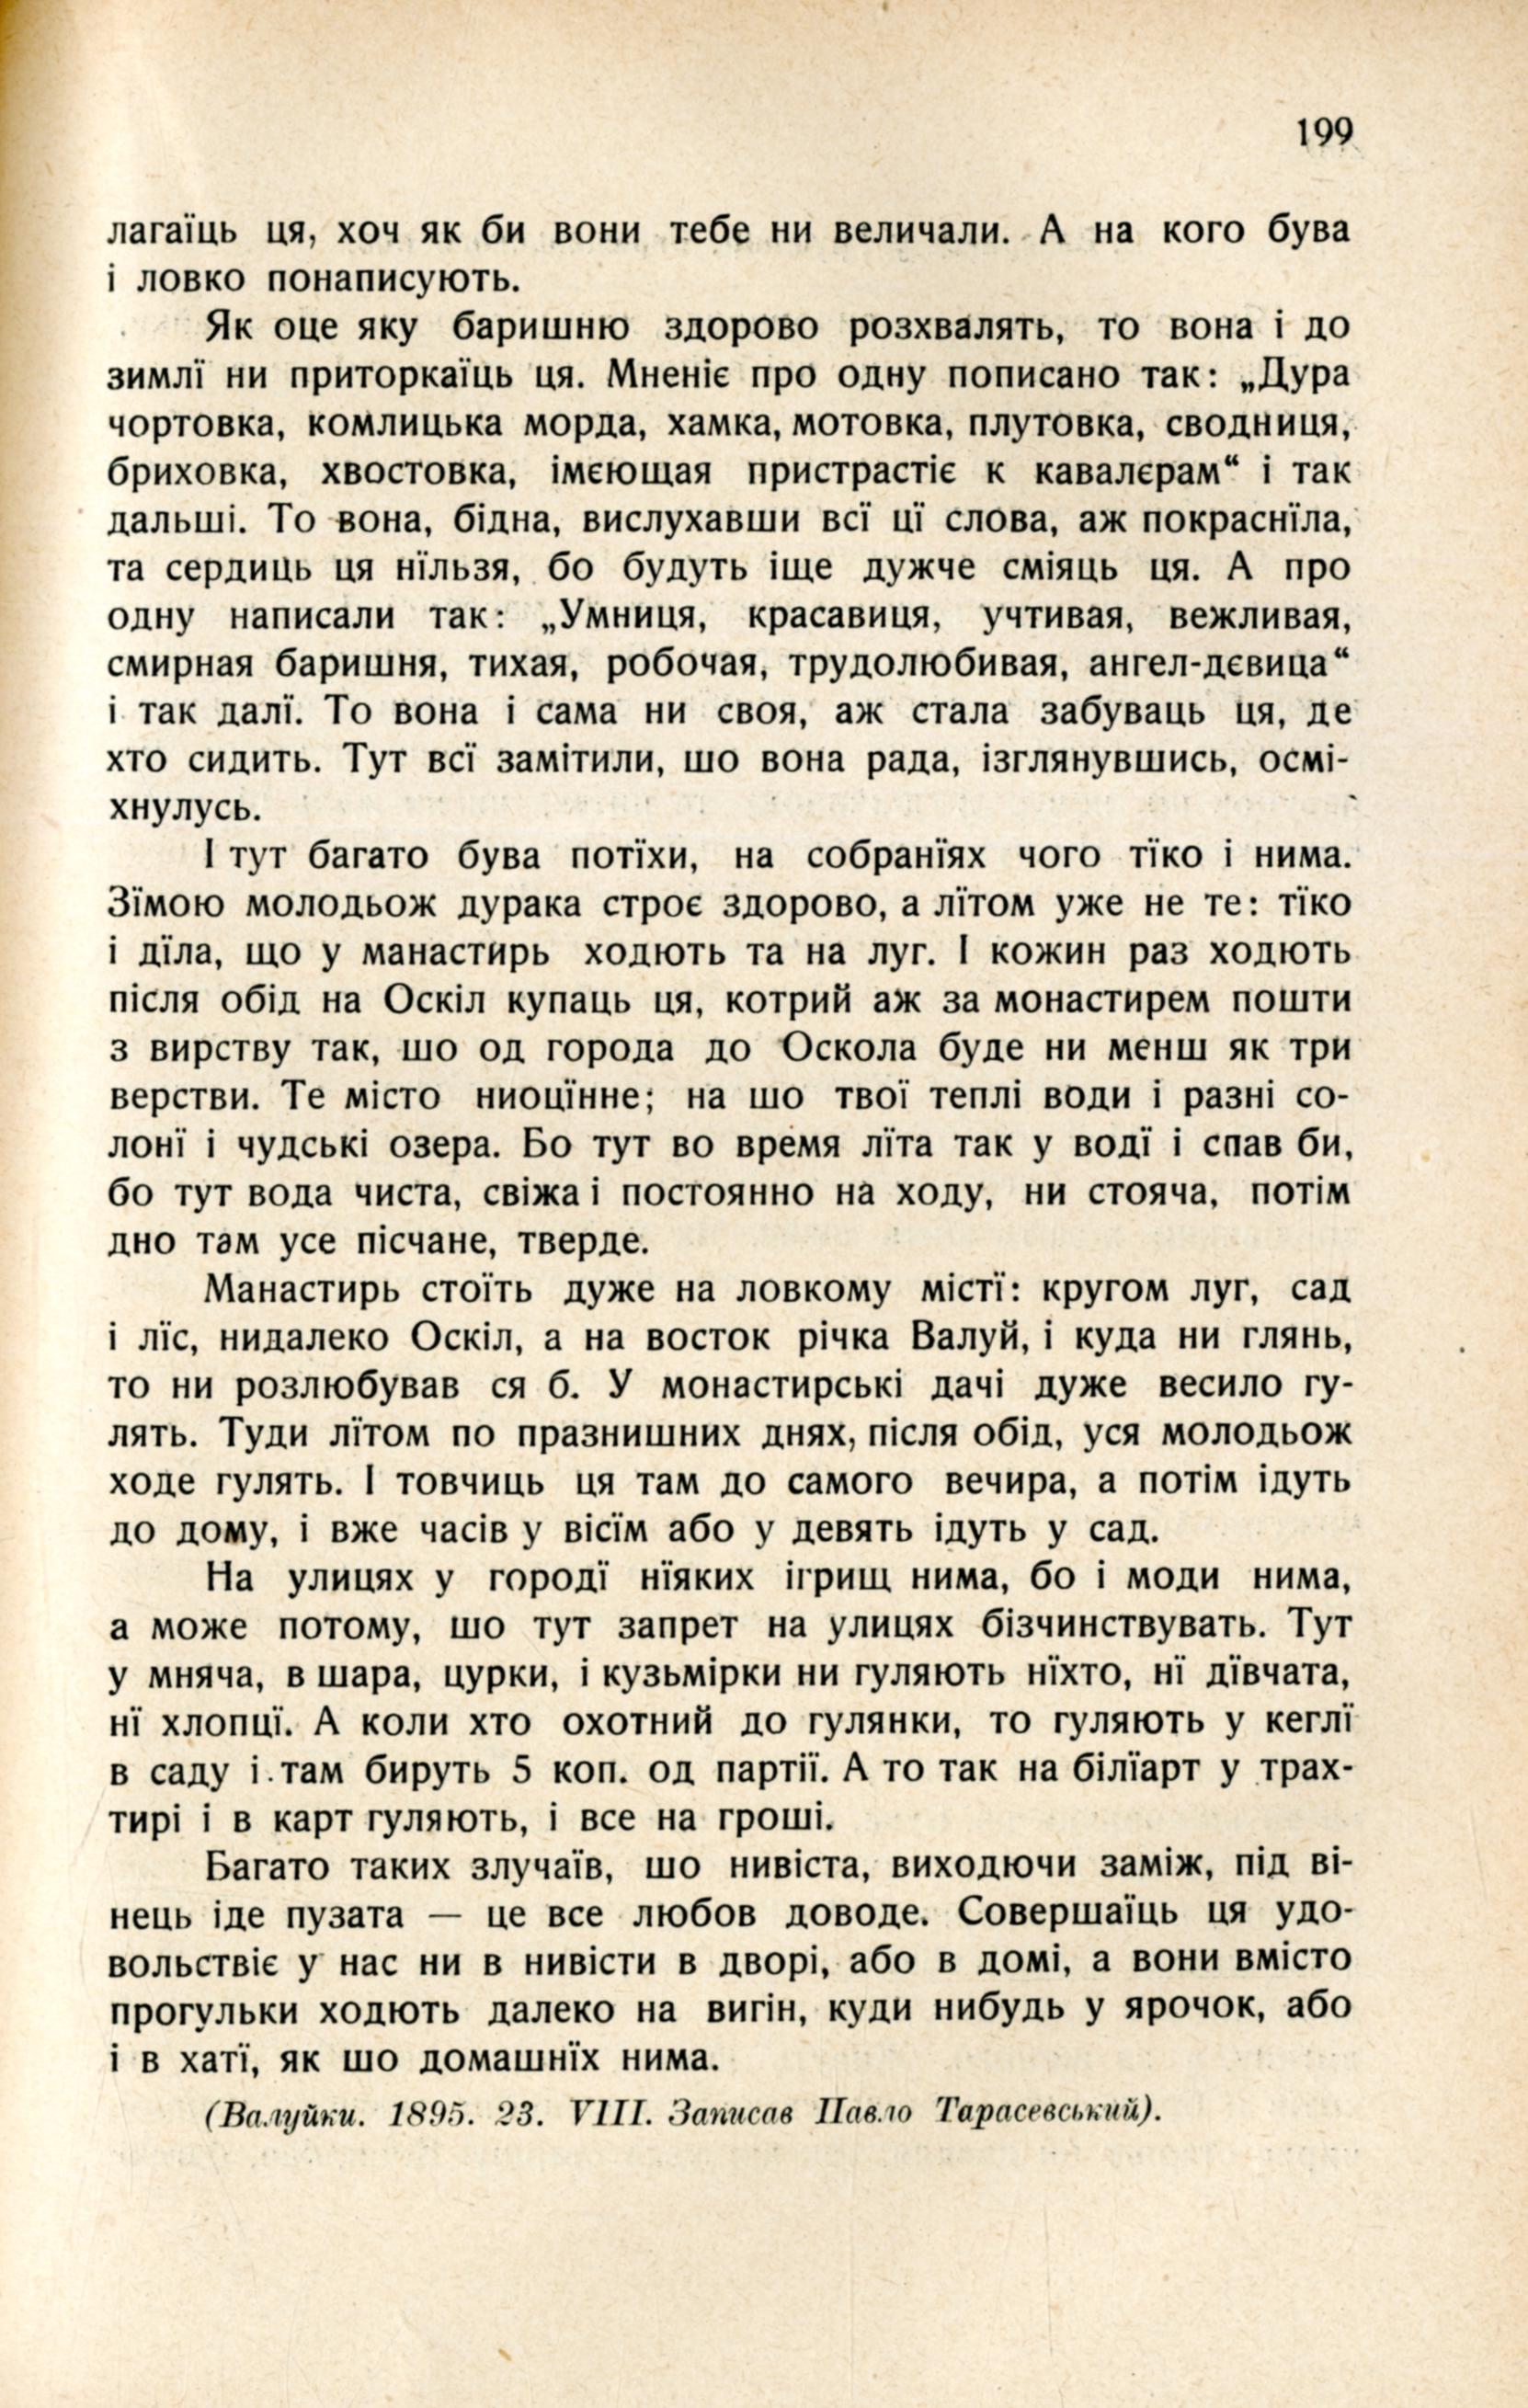 199
лагаїць ця, хоч як би вони тебе ни величали. А на кого бува
і ловко понаписують.
Як оце яку баришню здорово розхвалять, то вона і до
зимлї ни приторкаїць ця. Мненіє про одну пописано так: „Дура
чортовка, комлицька морда, хамка, мотовка, плутовка, сводниця,
бриховка, хвостовка, імєющая пристрастіє к кавалєрам“ і так
дальші. То вона, бідна, вислухавши всї цї слова, аж покраснїла,
та сердиць ця нїльзя, бо будуть іще дужче сміяць ця. А про
одну написали так: „Умниця, красавиця, учтивая, вежливая,
смирная баришня, тихая, робочая, трудолюбивая, ангел-дєвица“
і так далї. То вона і сама ни своя, аж стала забуваць ця, де
хто сидить. Тут всї замітили, шо вона рада, ізглянувшись, осмі-
хнулусь.
І тут багато бува потїхи, на собранїях чого тїко і нима.
Зїмою молодьож дурака строє здорово, а лїтом уже не те: тїко
і дїла, що у манастирь ходють та на луг. І кожин раз ходють
після обід на Оскіл купаць ця, котрий аж за монастирем пошти
з вирству так, шо од города до Оскола буде ни менш як три
верстви. Те місто ниоцїнне; на шо твої теплі води і разні со-
лонї і чудські озера. Бо тут во время лїта так у водї і спав би,
бо тут вода чиста, свіжа і постоянно на ходу, ни стояча, потім
дно там усе пісчане, тверде.
Манастирь стоїть дуже на ловкому містї: кругом луг, сад
і лїс, нидалеко Оскіл, а на восток річка Валуй, і куда ни глянь,
то ни розлюбував ся б. У монастирські дачі дуже весило гу-
лять. Туди лїтом по празнишних днях, після обід, уся молодьож
ходе гулять. І товчиць ця там до самого вечира, а потім ідуть
до дому, і вже часів у вісїм або у девять ідуть у сад.
На улицях у городї нїяких ігрищ нима, бо і моди нима,
а може потому, шо тут запрет на улицях бізчинствувать. Тут
у мняча, в шара, цурки, і кузьмірки ни гуляють нїхто, нї дївчата,
нї хлопцї. А коли хто охотний до гулянки, то гуляють у кеглї
в саду і там бируть 5 коп. од партії. А то так на білїарт у трах-
тирі і в карт гуляють, і все на гроші.
Багато таких злучаїв, шо нивіста, виходючи заміж, під ві-
нець іде пузата — це все любов доводе. Совершаїць ця удо-
вольствіє у нас ни в нивісти в дворі, або в домі, а вони вмісто
прогульки ходють далеко на вигін, куди нибудь у ярочок, або
і в хатї, як шо домашнїх нима.
(Валуйки. 1895. 23. VIII. Записав Павло Тарасевський).